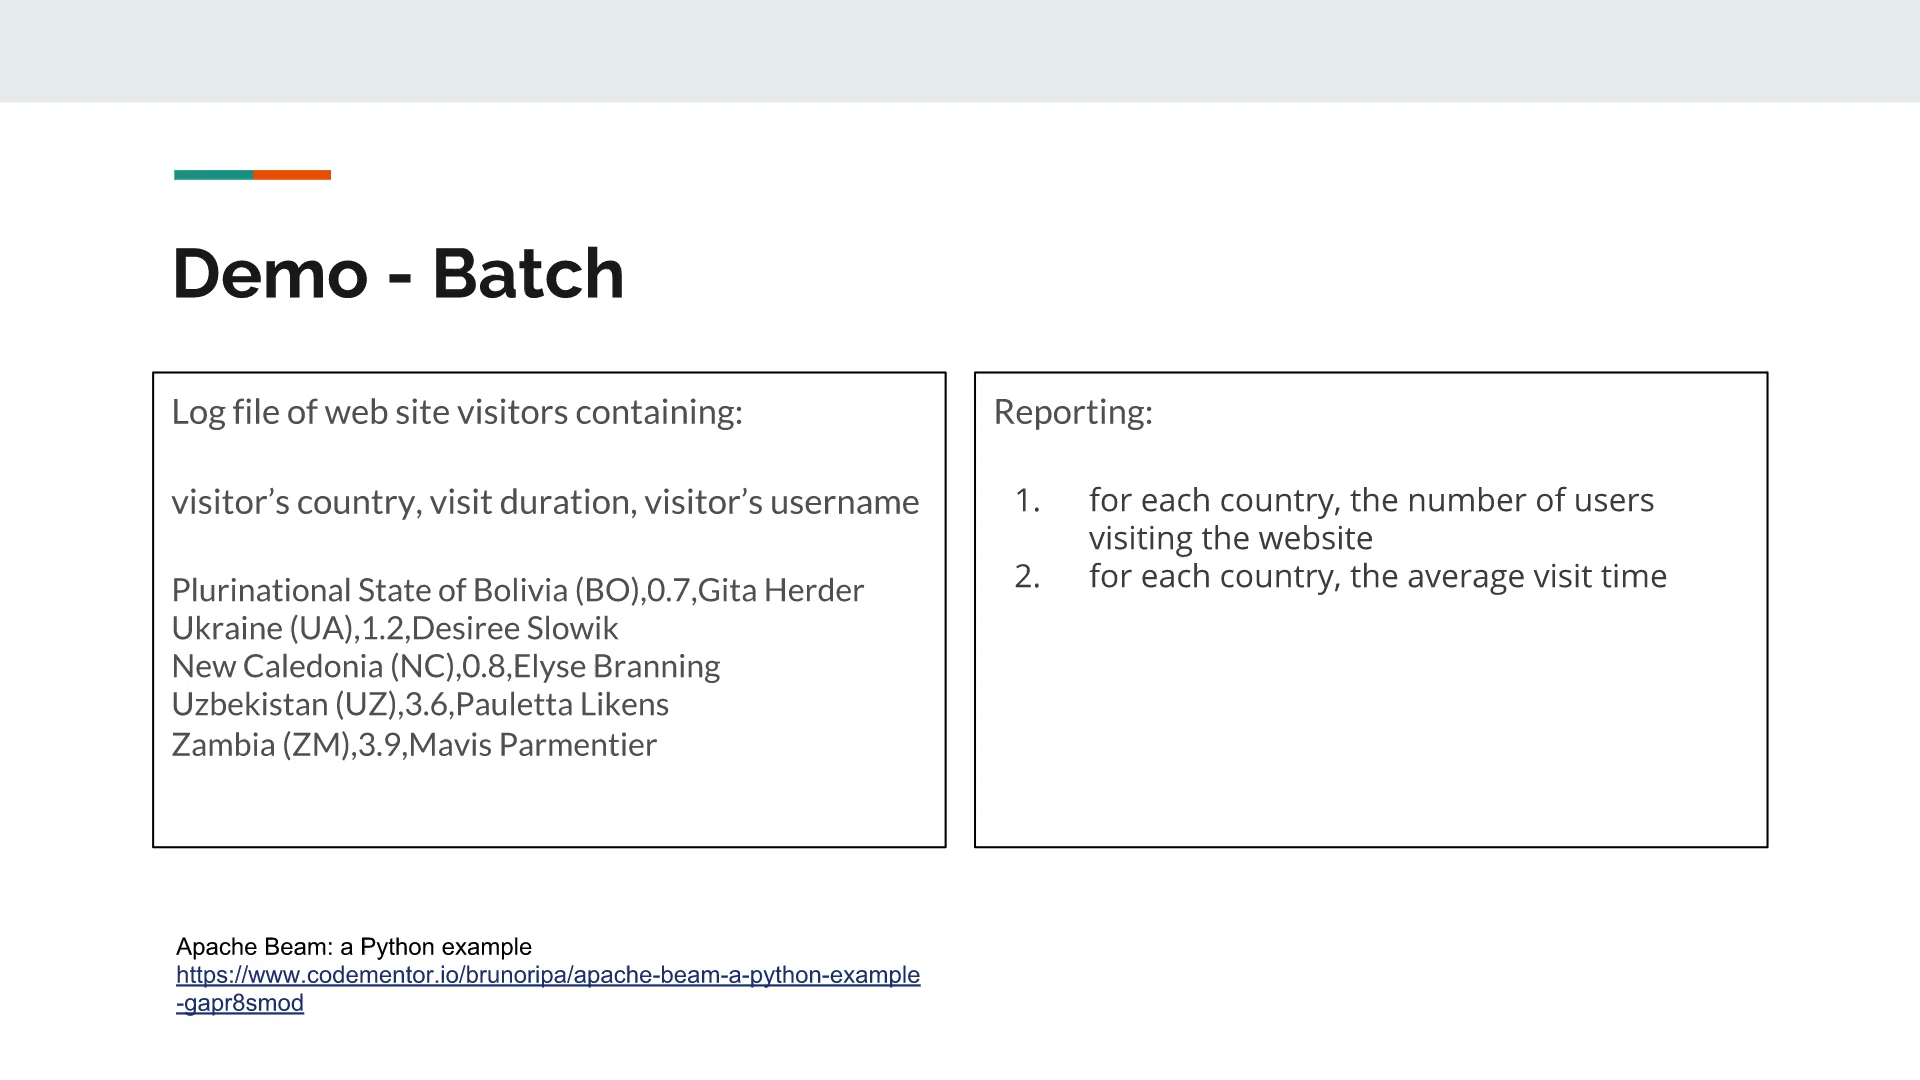 Demo - Batch
Log file of web site visitors containing:
visitor’s country, visit duration, visitor’s username
Plurinational State of Bolivia (BO),0.7,Gita Herder
Ukraine (UA),1.2,Desiree Slowik
New Caledonia (NC),0.8,Elyse Branning
Uzbekistan (UZ),3.6,Pauletta Likens
Zambia (ZM),3.9,Mavis Parmentier
Reporting:
1. for each country, the number of users
visiting the website
2. for each country, the average visit time
Apache Beam: a Python example
https://www.codementor.io/brunoripa/apache-beam-a-python-example
-gapr8smod